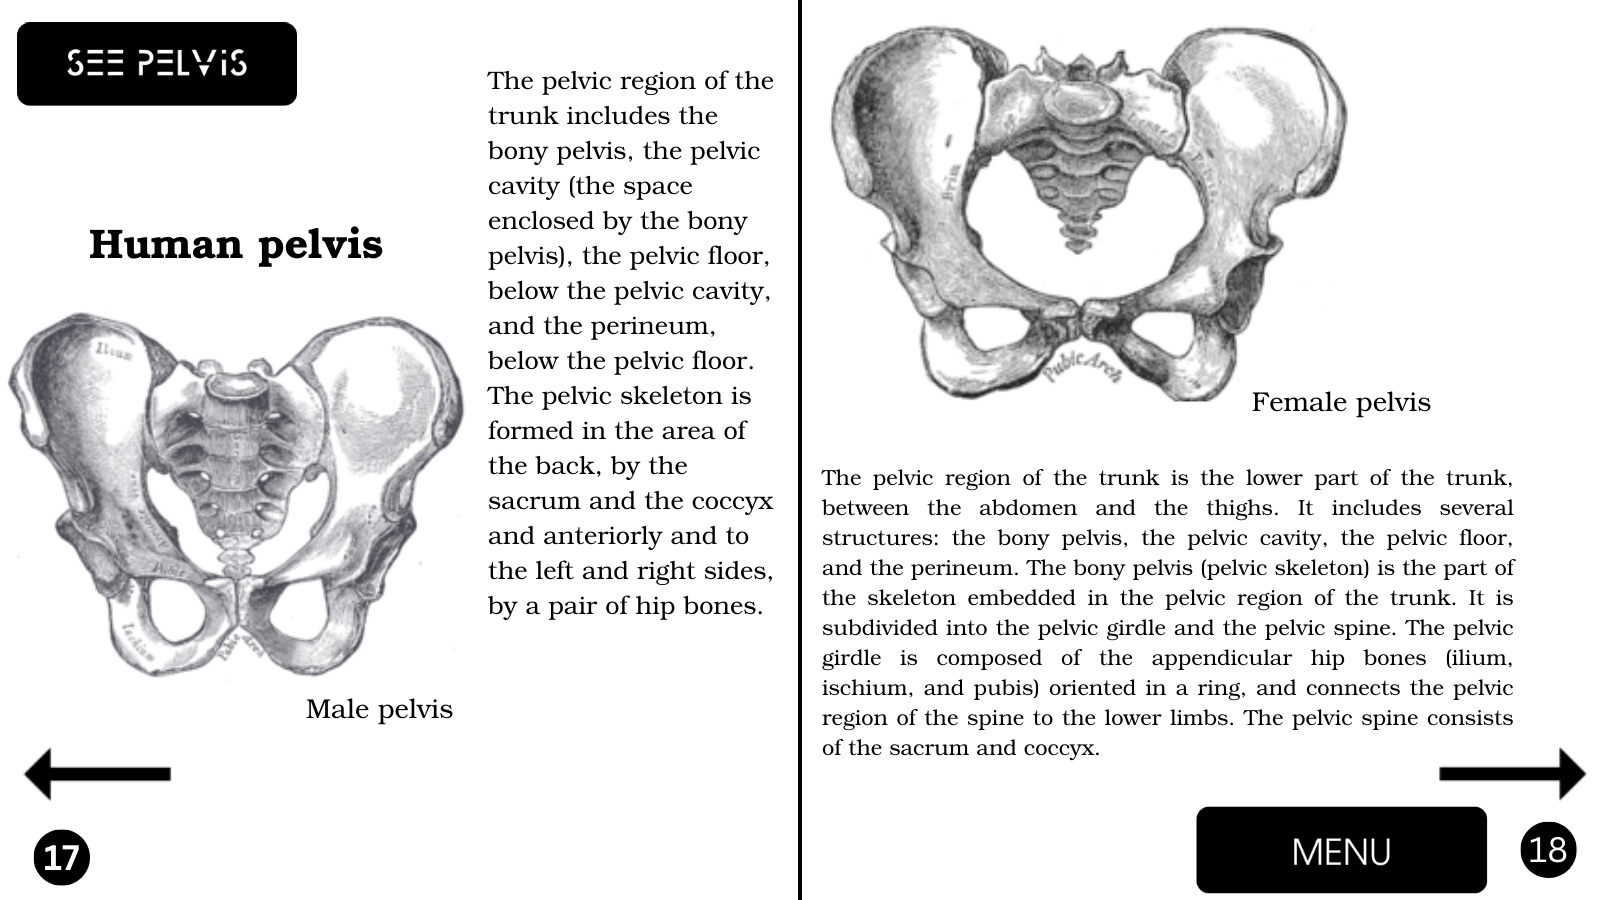 SEE PELViS
Human pelvis
Ilium
Pubic
Ischium
Pubic Arch
Male pelvis
The pelvic region of the
trunk includes the
bony pelvis, the pelvic
cavity (the space
enclosed by the bony
pelvis), the pelvic floor,
below the pelvic cavity,
and the perineum,
below the pelvic floor.
The pelvic skeleton is
formed in the area of
the back, by the
sacrum and the coccyx
and anteriorly and to
the left and right sides,
by a pair of hip bones.
17
Brim
Pubic Arch
Female pelvis
The pelvic region of the trunk is the lower part of the trunk,
between the abdomen and the thighs. It includes several
structures: the bony pelvis, the pelvic cavity, the pelvic floor,
and the perineum. The bony pelvis (pelvic skeleton) is the part of
the skeleton embedded in the pelvic region of the trunk. It is
subdivided into the pelvic girdle and the pelvic spine. The pelvic
girdle is composed of the appendicular hip bones (ilium,
ischium, and pubis) oriented in a ring, and connects the pelvic
region of the spine to the lower limbs. The pelvic spine consists
of the sacrum and coccyx.
MENU
18